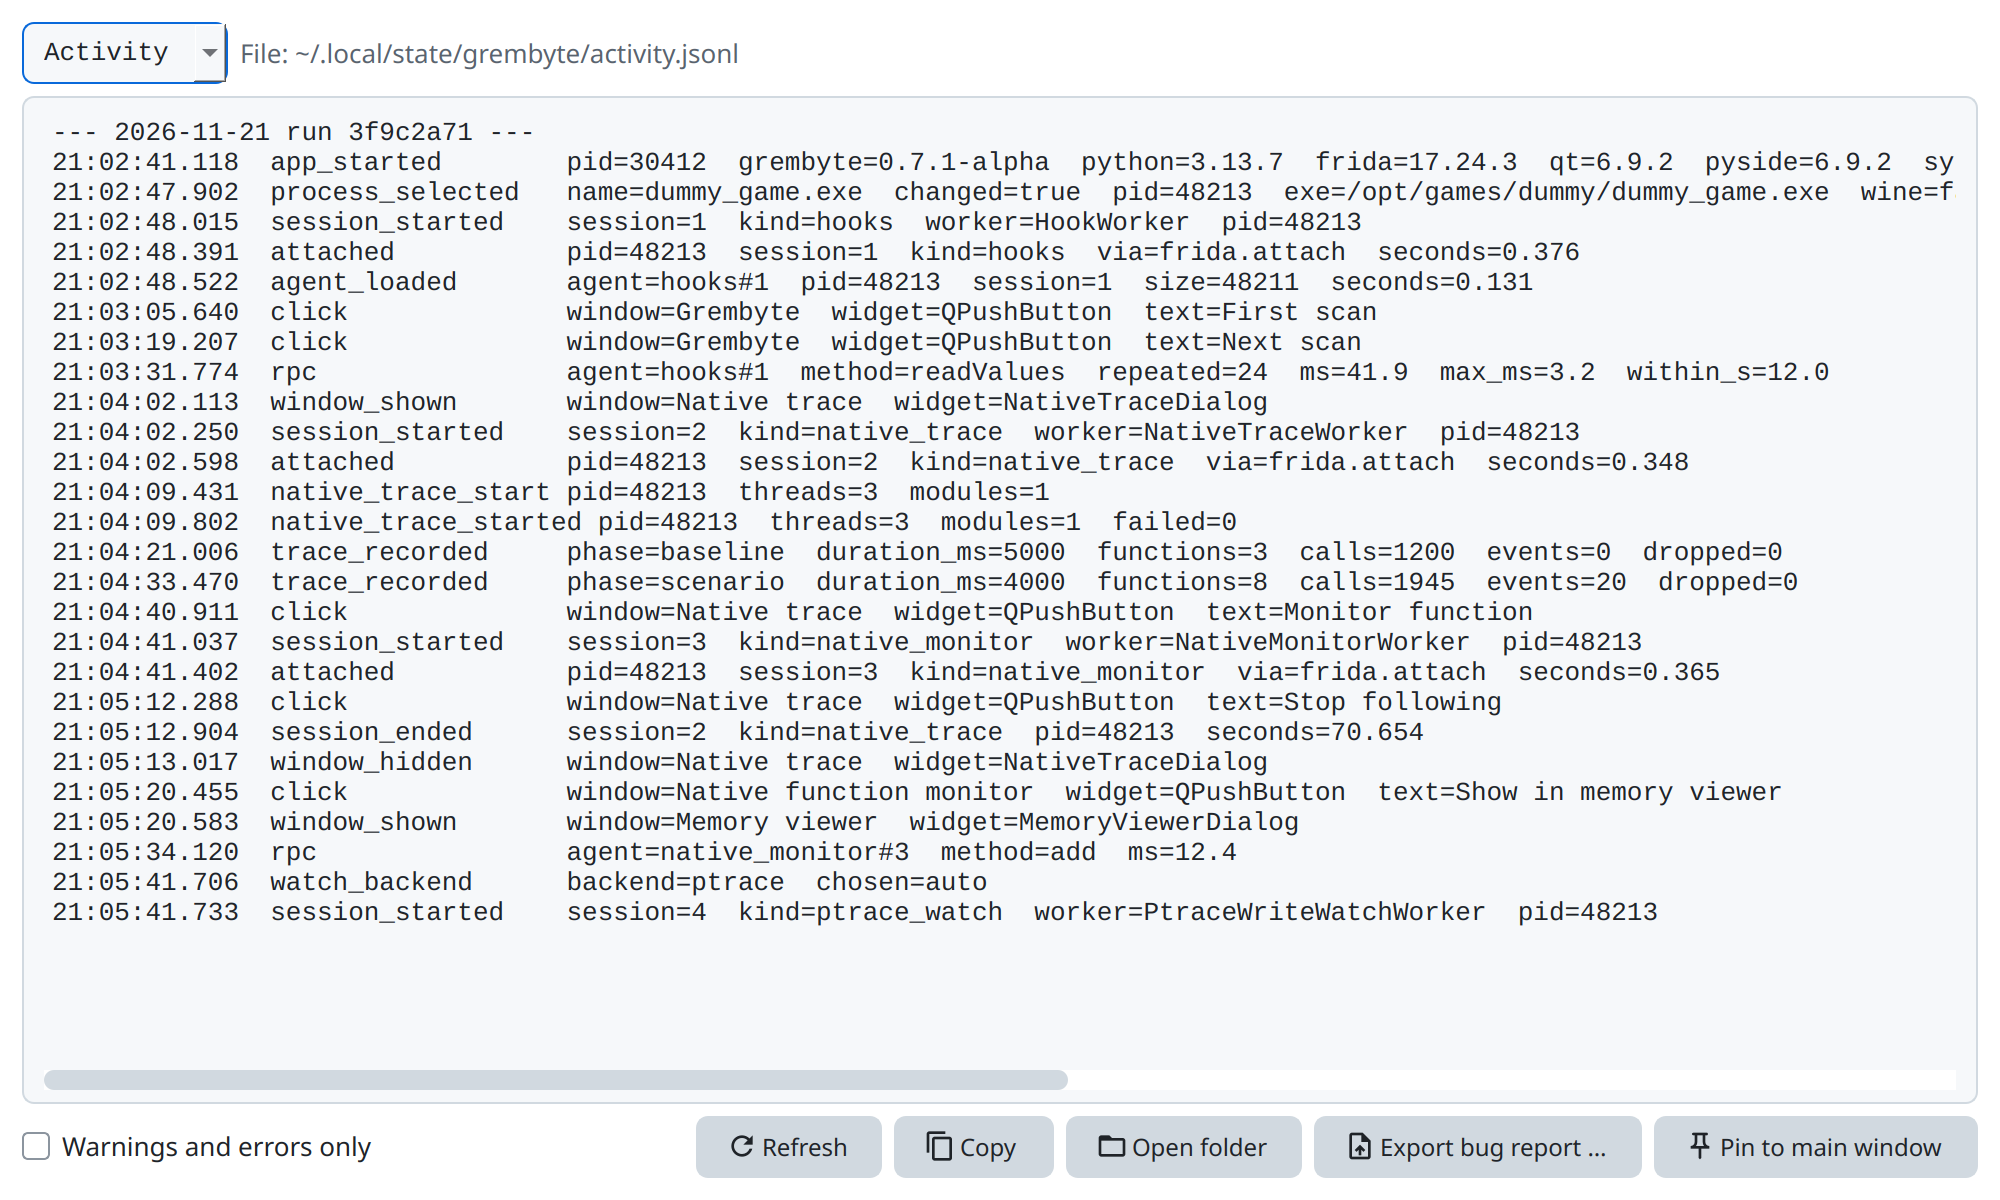 Activity File: ~/.local/state/grembyte/activity.jsonl
--- 2026-11-21 run 3f9c2a71 ---
21:02:41.118  app_started        pid=30412  grembyte=0.7.1-alpha  python=3.13.7  frida=17.24.3  qt=6.9.2  pyside=6.9.2  sy
21:02:47.902  process_selected   name=dummy_game.exe  changed=true  pid=48213  exe=/opt/games/dummy/dummy_game.exe  wine=f
21:02:48.015  session_started    session=1  kind=hooks  worker=HookWorker  pid=48213
21:02:48.391  attached           pid=48213  session=1  kind=hooks  via=frida.attach  seconds=0.376
21:02:48.522  agent_loaded       agent=hooks#1  pid=48213  session=1  size=48211  seconds=0.131
21:03:05.640  click              window=Grembyte  widget=QPushButton  text=First scan
21:03:19.207  click              window=Grembyte  widget=QPushButton  text=Next scan
21:03:31.774  rpc                agent=hooks#1  method=readValues  repeated=24  ms=41.9  max_ms=3.2  within_s=12.0
21:04:02.113  window_shown       window=Native trace  widget=NativeTraceDialog
21:04:02.250  session_started    session=2  kind=native_trace  worker=NativeTraceWorker  pid=48213
21:04:02.598  attached           pid=48213  session=2  kind=native_trace  via=frida.attach  seconds=0.348
21:04:09.431  native_trace_start pid=48213  threads=3  modules=1
21:04:09.802  native_trace_started pid=48213  threads=3  modules=1  failed=0
21:04:21.006  trace_recorded     phase=baseline  duration_ms=5000  functions=3  calls=1200  events=0  dropped=0
21:04:33.470  trace_recorded     phase=scenario  duration_ms=4000  functions=8  calls=1945  events=20  dropped=0
21:04:40.911  click              window=Native trace  widget=QPushButton  text=Monitor function
21:04:41.037  session_started    session=3  kind=native_monitor  worker=NativeMonitorWorker  pid=48213
21:04:41.402  attached           pid=48213  session=3  kind=native_monitor  via=frida.attach  seconds=0.365
21:05:12.288  click              window=Native trace  widget=QPushButton  text=Stop following
21:05:12.904  session_ended      session=2  kind=native_trace  pid=48213  seconds=70.654
21:05:13.017  window_hidden      window=Native trace  widget=NativeTraceDialog
21:05:20.455  click              window=Native function monitor  widget=QPushButton  text=Show in memory viewer
21:05:20.583  window_shown       window=Memory viewer  widget=MemoryViewerDialog
21:05:34.120  rpc                agent=native_monitor#3  method=add  ms=12.4
21:05:41.706  watch_backend      backend=ptrace  chosen=auto
21:05:41.733  session_started    session=4  kind=ptrace_watch  worker=PtraceWriteWatchWorker  pid=48213
Warnings and errors only Refresh Copy Open folder Export bug report ... Pin to main window